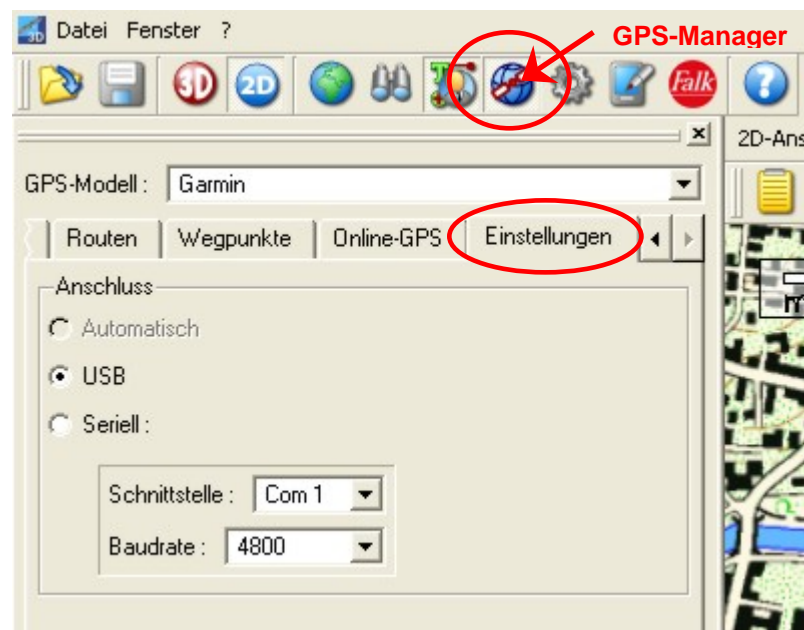 Datei Fenster ?
GPS-Manager
3D 2D Falk ?
2D-Ans
GPS-Modell : Garmin
Routen Wegpunkte Online-GPS Einstellungen
Anschluss
Automatisch
USB
Seriell :
Schnittstelle : Com 1
Baudrate : 4800